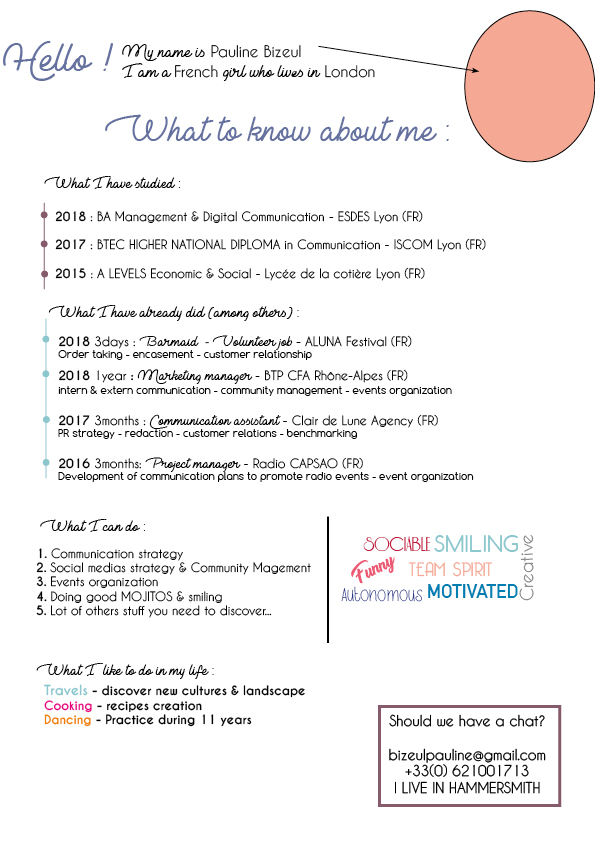 Hello !
My name is Pauline Bizeul
I am a French girl who lives in London
What to know about me :
What I have studied :
2018 : BA Management & Digital Communication - ESDES Lyon (FR)
2017 : BTEC HIGHER NATIONAL DIPLOMA in Communication - ISCOM Lyon (FR)
2015 : A LEVELS Economic & Social - Lycée de la cotière Lyon (FR)
What I have already did (among others) :
2018 3days : Barmaid - Volunteer job - ALUNA Festival (FR)
Order taking - encasement - customer relationship
2018 1year : Marketing manager - BTP CFA Rhône-Alpes (FR)
intern & extern communication - community management - events organization
2017 3months : Communication assistant - Clair de Lune Agency (FR)
PR strategy - redaction - customer relations - benchmarking
2016 3months: Project manager - Radio CAPSAO (FR)
Development of communication plans to promote radio events - event organization
What I can do :
1. Communication strategy
2. Social medias strategy & Community Magement
3. Events organization
4. Doing good MOJITOS & smiling
5. Lot of others stuff you need to discover...
SOCIABLE SMILING
Funny TEAM SPIRIT
Autonomous MOTIVATED
Creative
What I like to do in my life :
Travels - discover new cultures & landscape
Cooking - recipes creation
Dancing - Practice during 11 years
Should we have a chat?
bizeulpauline@gmail.com
+33(0) 621001713
I LIVE IN HAMMERSMITH